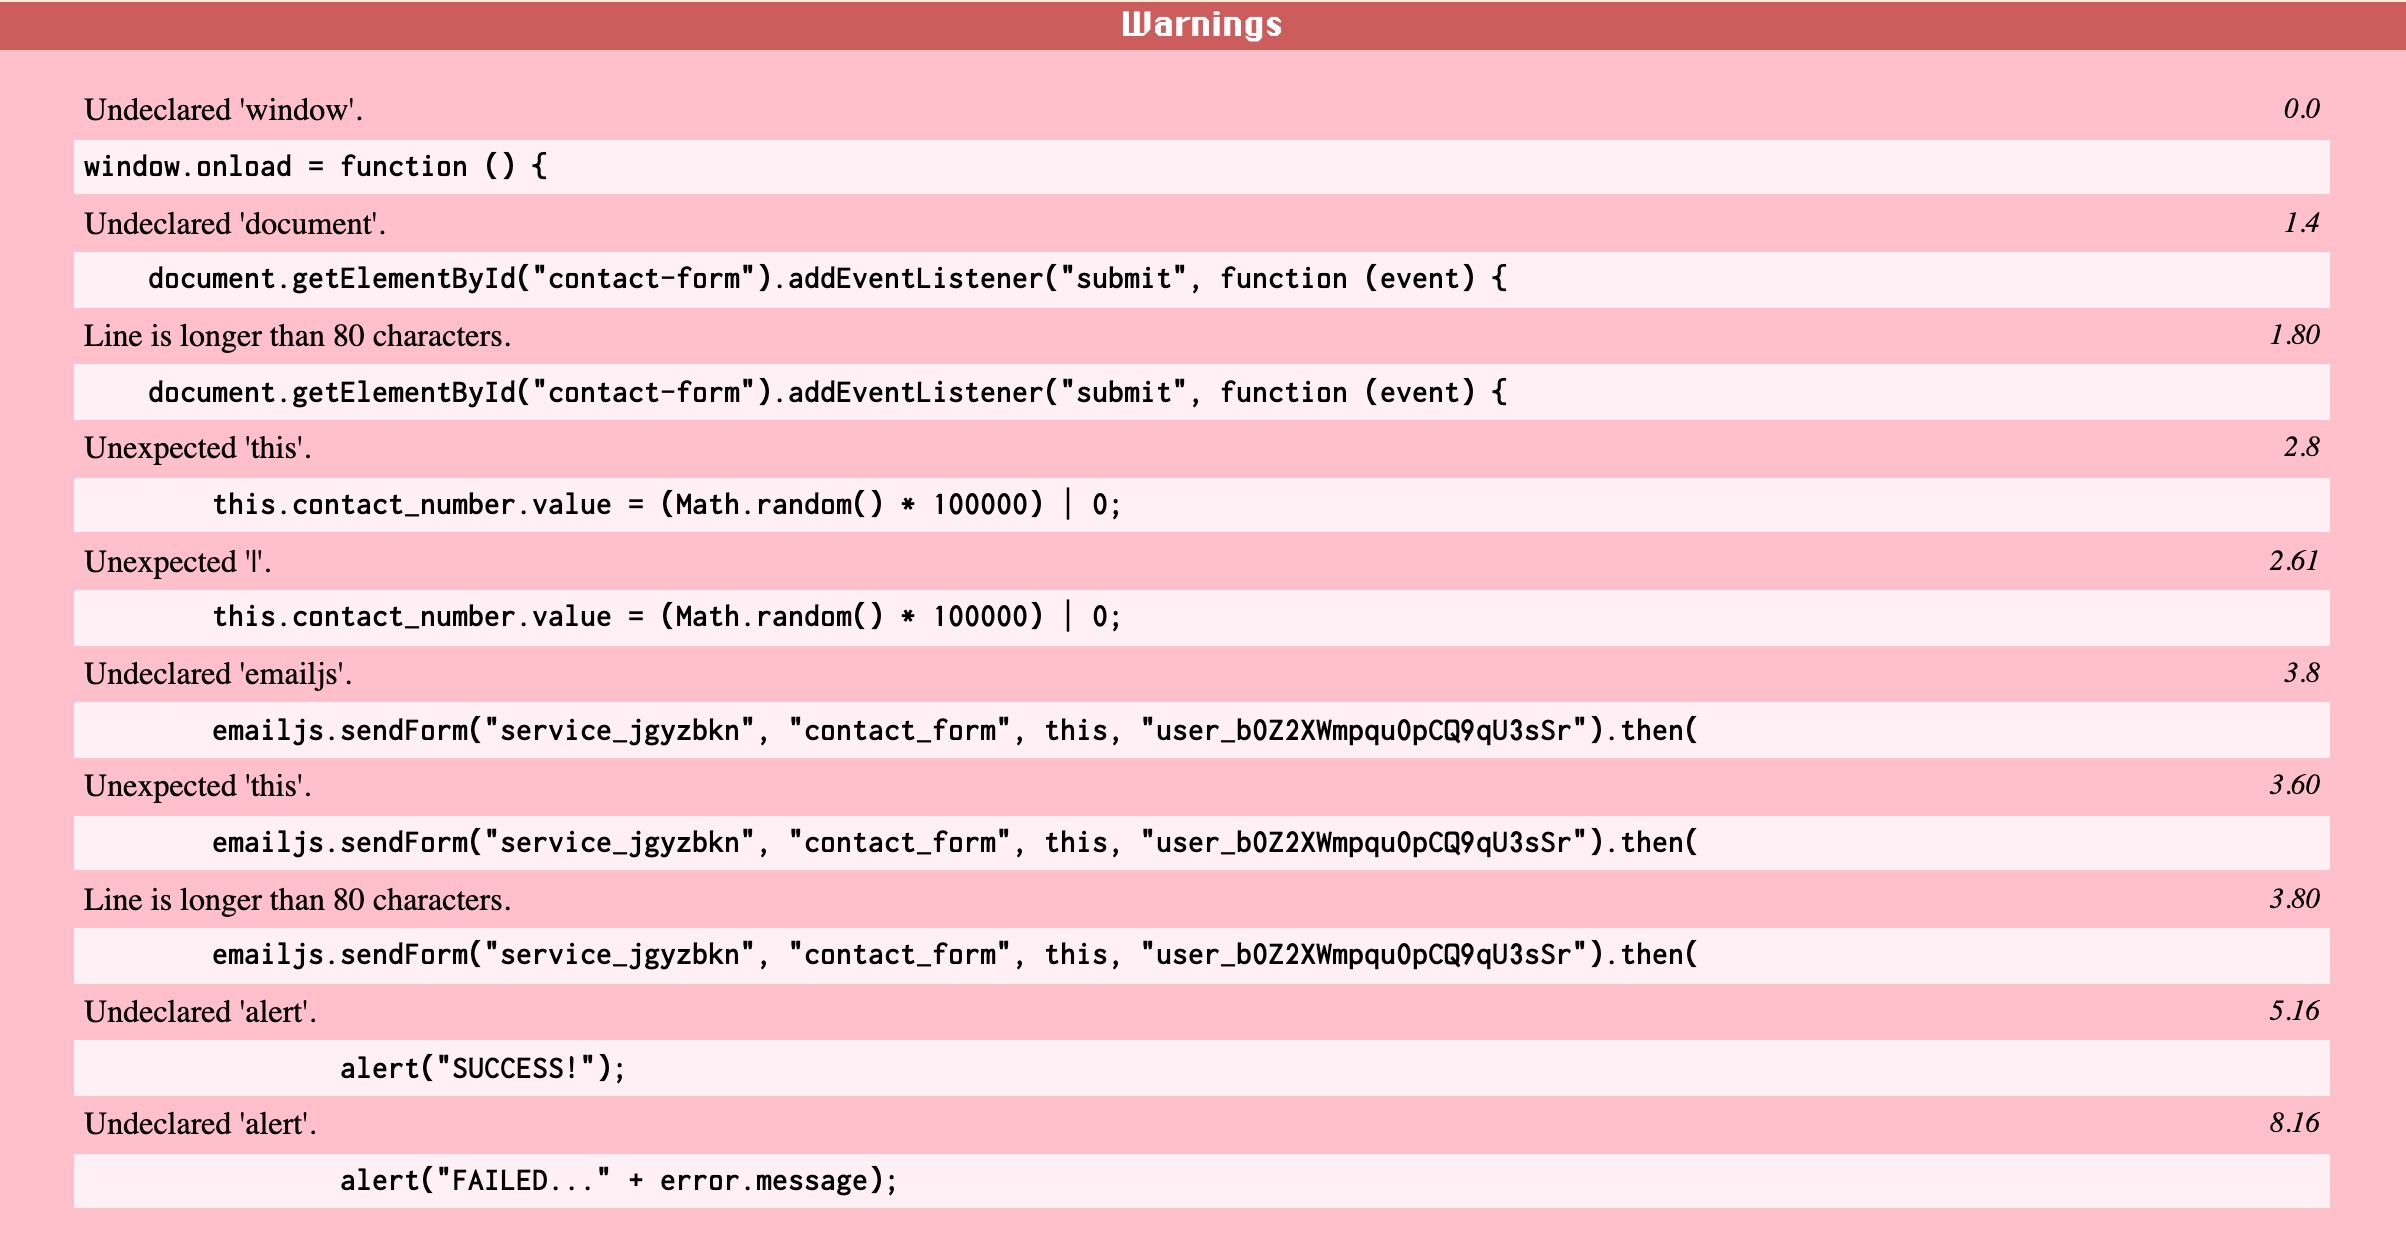 Warnings
Undeclared 'window'. 0.0
window.onload = function () {
Undeclared 'document'. 1.4
document.getElementById("contact-form").addEventListener("submit", function (event) {
Line is longer than 80 characters. 1.80
document.getElementById("contact-form").addEventListener("submit", function (event) {
Unexpected 'this'. 2.8
this.contact_number.value = (Math.random() * 100000) | 0;
Unexpected '|'. 2.61
this.contact_number.value = (Math.random() * 100000) | 0;
Undeclared 'emailjs'. 3.8
emailjs.sendForm("service_jgyzbkn", "contact_form", this, "user_b0Z2XWmpqu0pCQ9qU3sSr").then(
Unexpected 'this'. 3.60
emailjs.sendForm("service_jgyzbkn", "contact_form", this, "user_b0Z2XWmpqu0pCQ9qU3sSr").then(
Line is longer than 80 characters. 3.80
emailjs.sendForm("service_jgyzbkn", "contact_form", this, "user_b0Z2XWmpqu0pCQ9qU3sSr").then(
Undeclared 'alert'. 5.16
alert("SUCCESS!");
Undeclared 'alert'. 8.16
alert("FAILED..." + error.message);